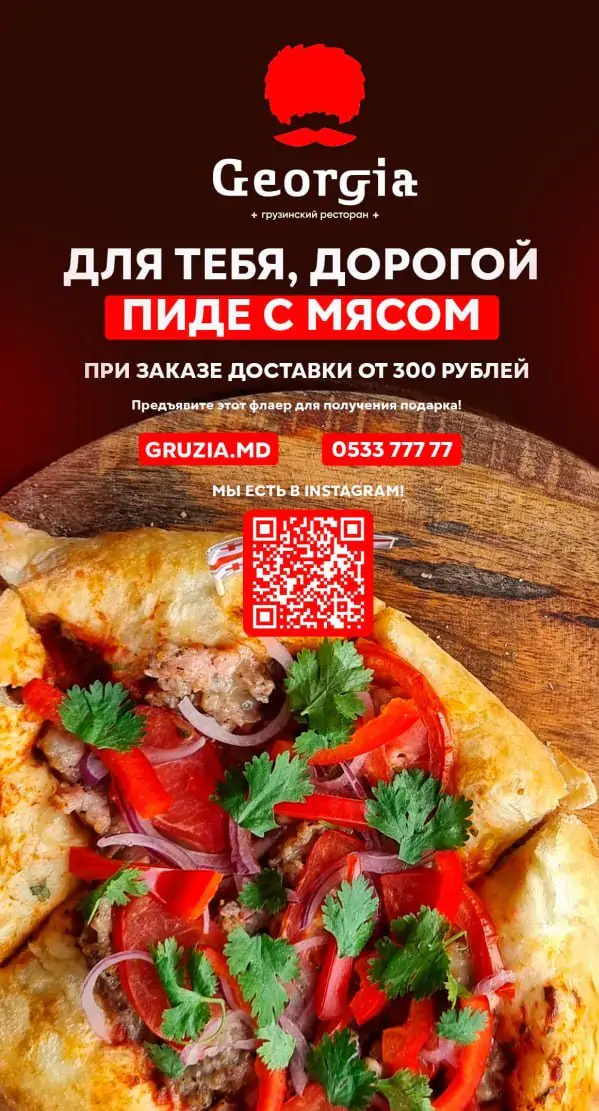 Georgia
+ грузинский ресторан +
ДЛЯ ТЕБЯ, ДОРОГОЙ
ПИДЕ С МЯСОМ
ПРИ ЗАКАЗЕ ДОСТАВКИ ОТ 300 РУБЛЕЙ
Предъявите этот флаер для получения подарка!
GRUZIA.MD
0533 777 77
МЫ ЕСТЬ В INSTAGRAM!